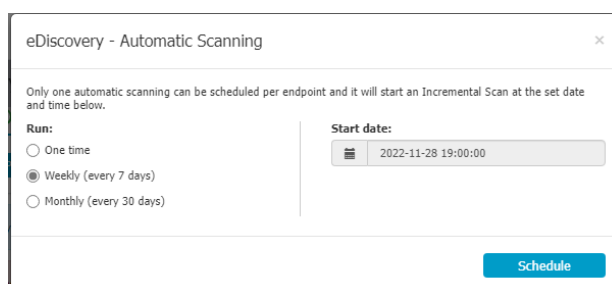 eDiscovery - Automatic Scanning
×
Only one automatic scanning can be scheduled per endpoint and it will start an Incremental Scan at the set date
and time below.
Run:
One time
Weekly (every 7 days)
Monthly (every 30 days)
Start date:
2022-11-28 19:00:00
Schedule